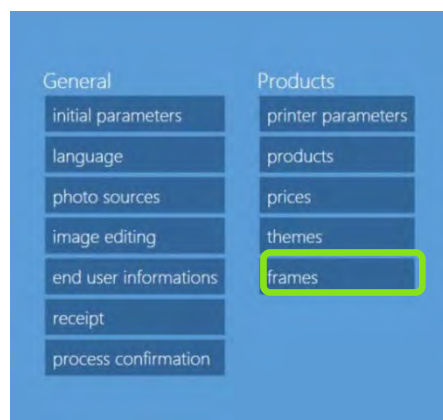 General
initial parameters
language
photo sources
image editing
end user informations
receipt
process confirmation
Products
printer parameters
products
prices
themes
frames